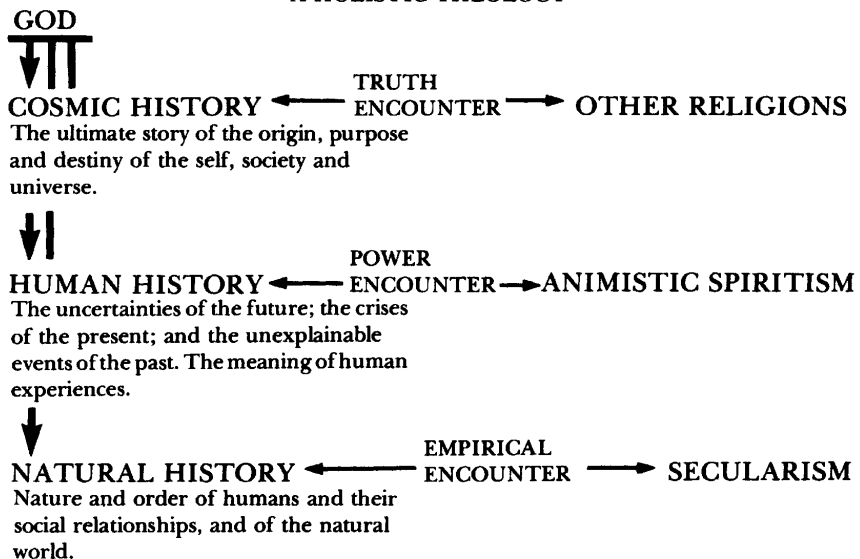 GOD
TRUTH
COSMIC HISTORY ENCOUNTER OTHER RELIGIONS
The ultimate story of the origin, purpose
and destiny of the self, society and
universe.
POWER
HUMAN HISTORY ENCOUNTER ANIMISTIC SPIRITISM
The uncertainties of the future; the crises
of the present; and the unexplainable
events of the past. The meaning of human
experiences.
EMPIRICAL
NATURAL HISTORY ENCOUNTER SECULARISM
Nature and order of humans and their
social relationships, and of the natural
world.